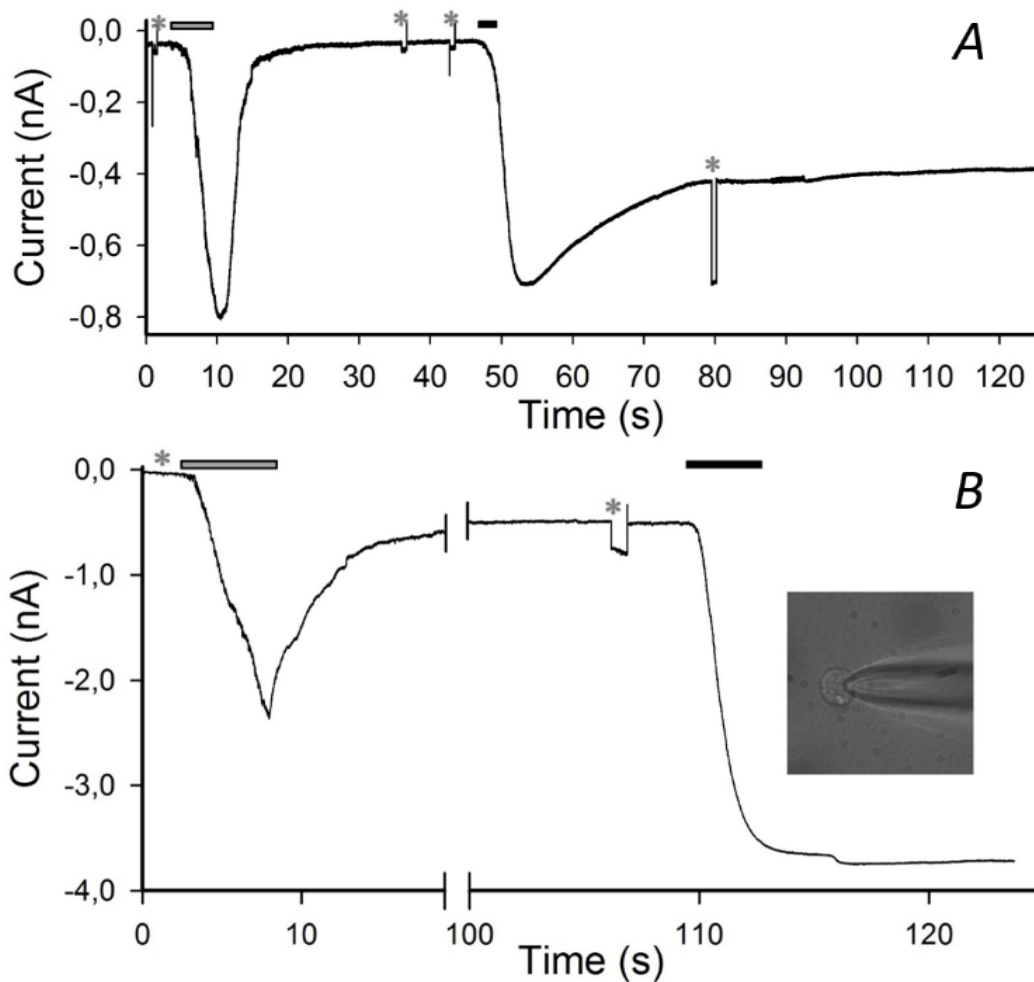 A
Current (nA)
0,0
-0,2
-0,4
-0,6
-0,8
* * * *
0 10 20 30 40 50 60 70 80 90 100 110 120
Time (s)
B
Current (nA)
0,0
-1,0
-2,0
-3,0
-4,0
* *
0 10 100 110 120
Time (s)